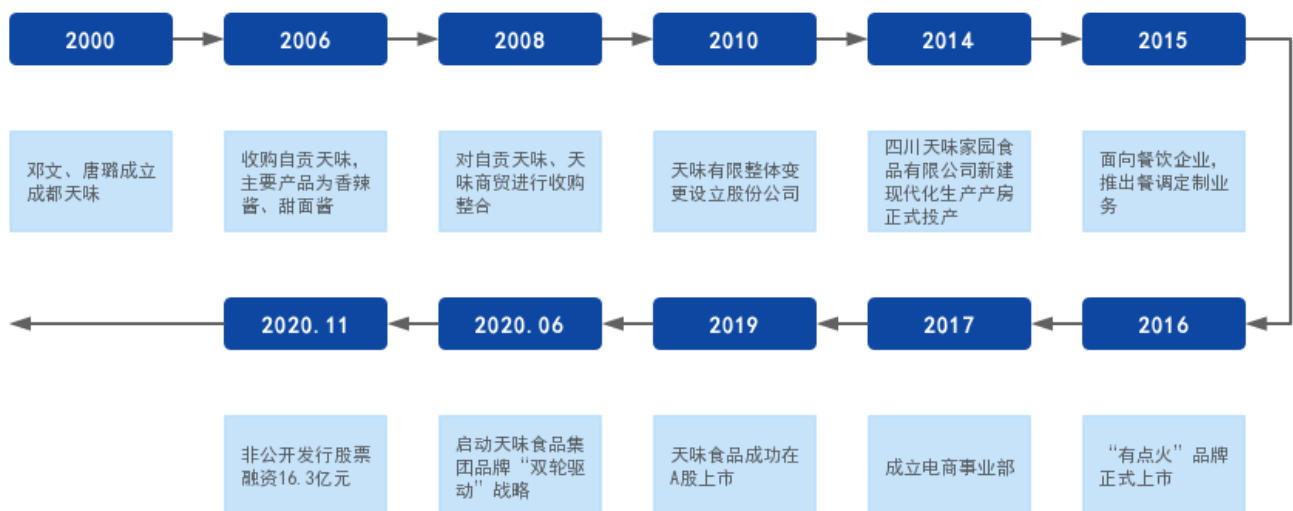 2000
2006
2008
2010
2014
2015
邓文、唐璐成立
成都天味
收购自贡天味,
主要产品为香辣
酱、甜面酱
对自贡天味、天
味商贸进行收购
整合
天味有限整体变
更设立股份公司
四川天味家园食
品有限公司新建
现代化生产产房
正式投产
面向餐饮企业,
推出餐调定制业
务
2016
2017
2019
2020.06
2020.11
“有点火”品牌
正式上市
成立电商事业部
天味食品成功在
A股上市
启动天味食品集
团品牌“双轮驱
动”战略
非公开发行股票
融资16.3亿元